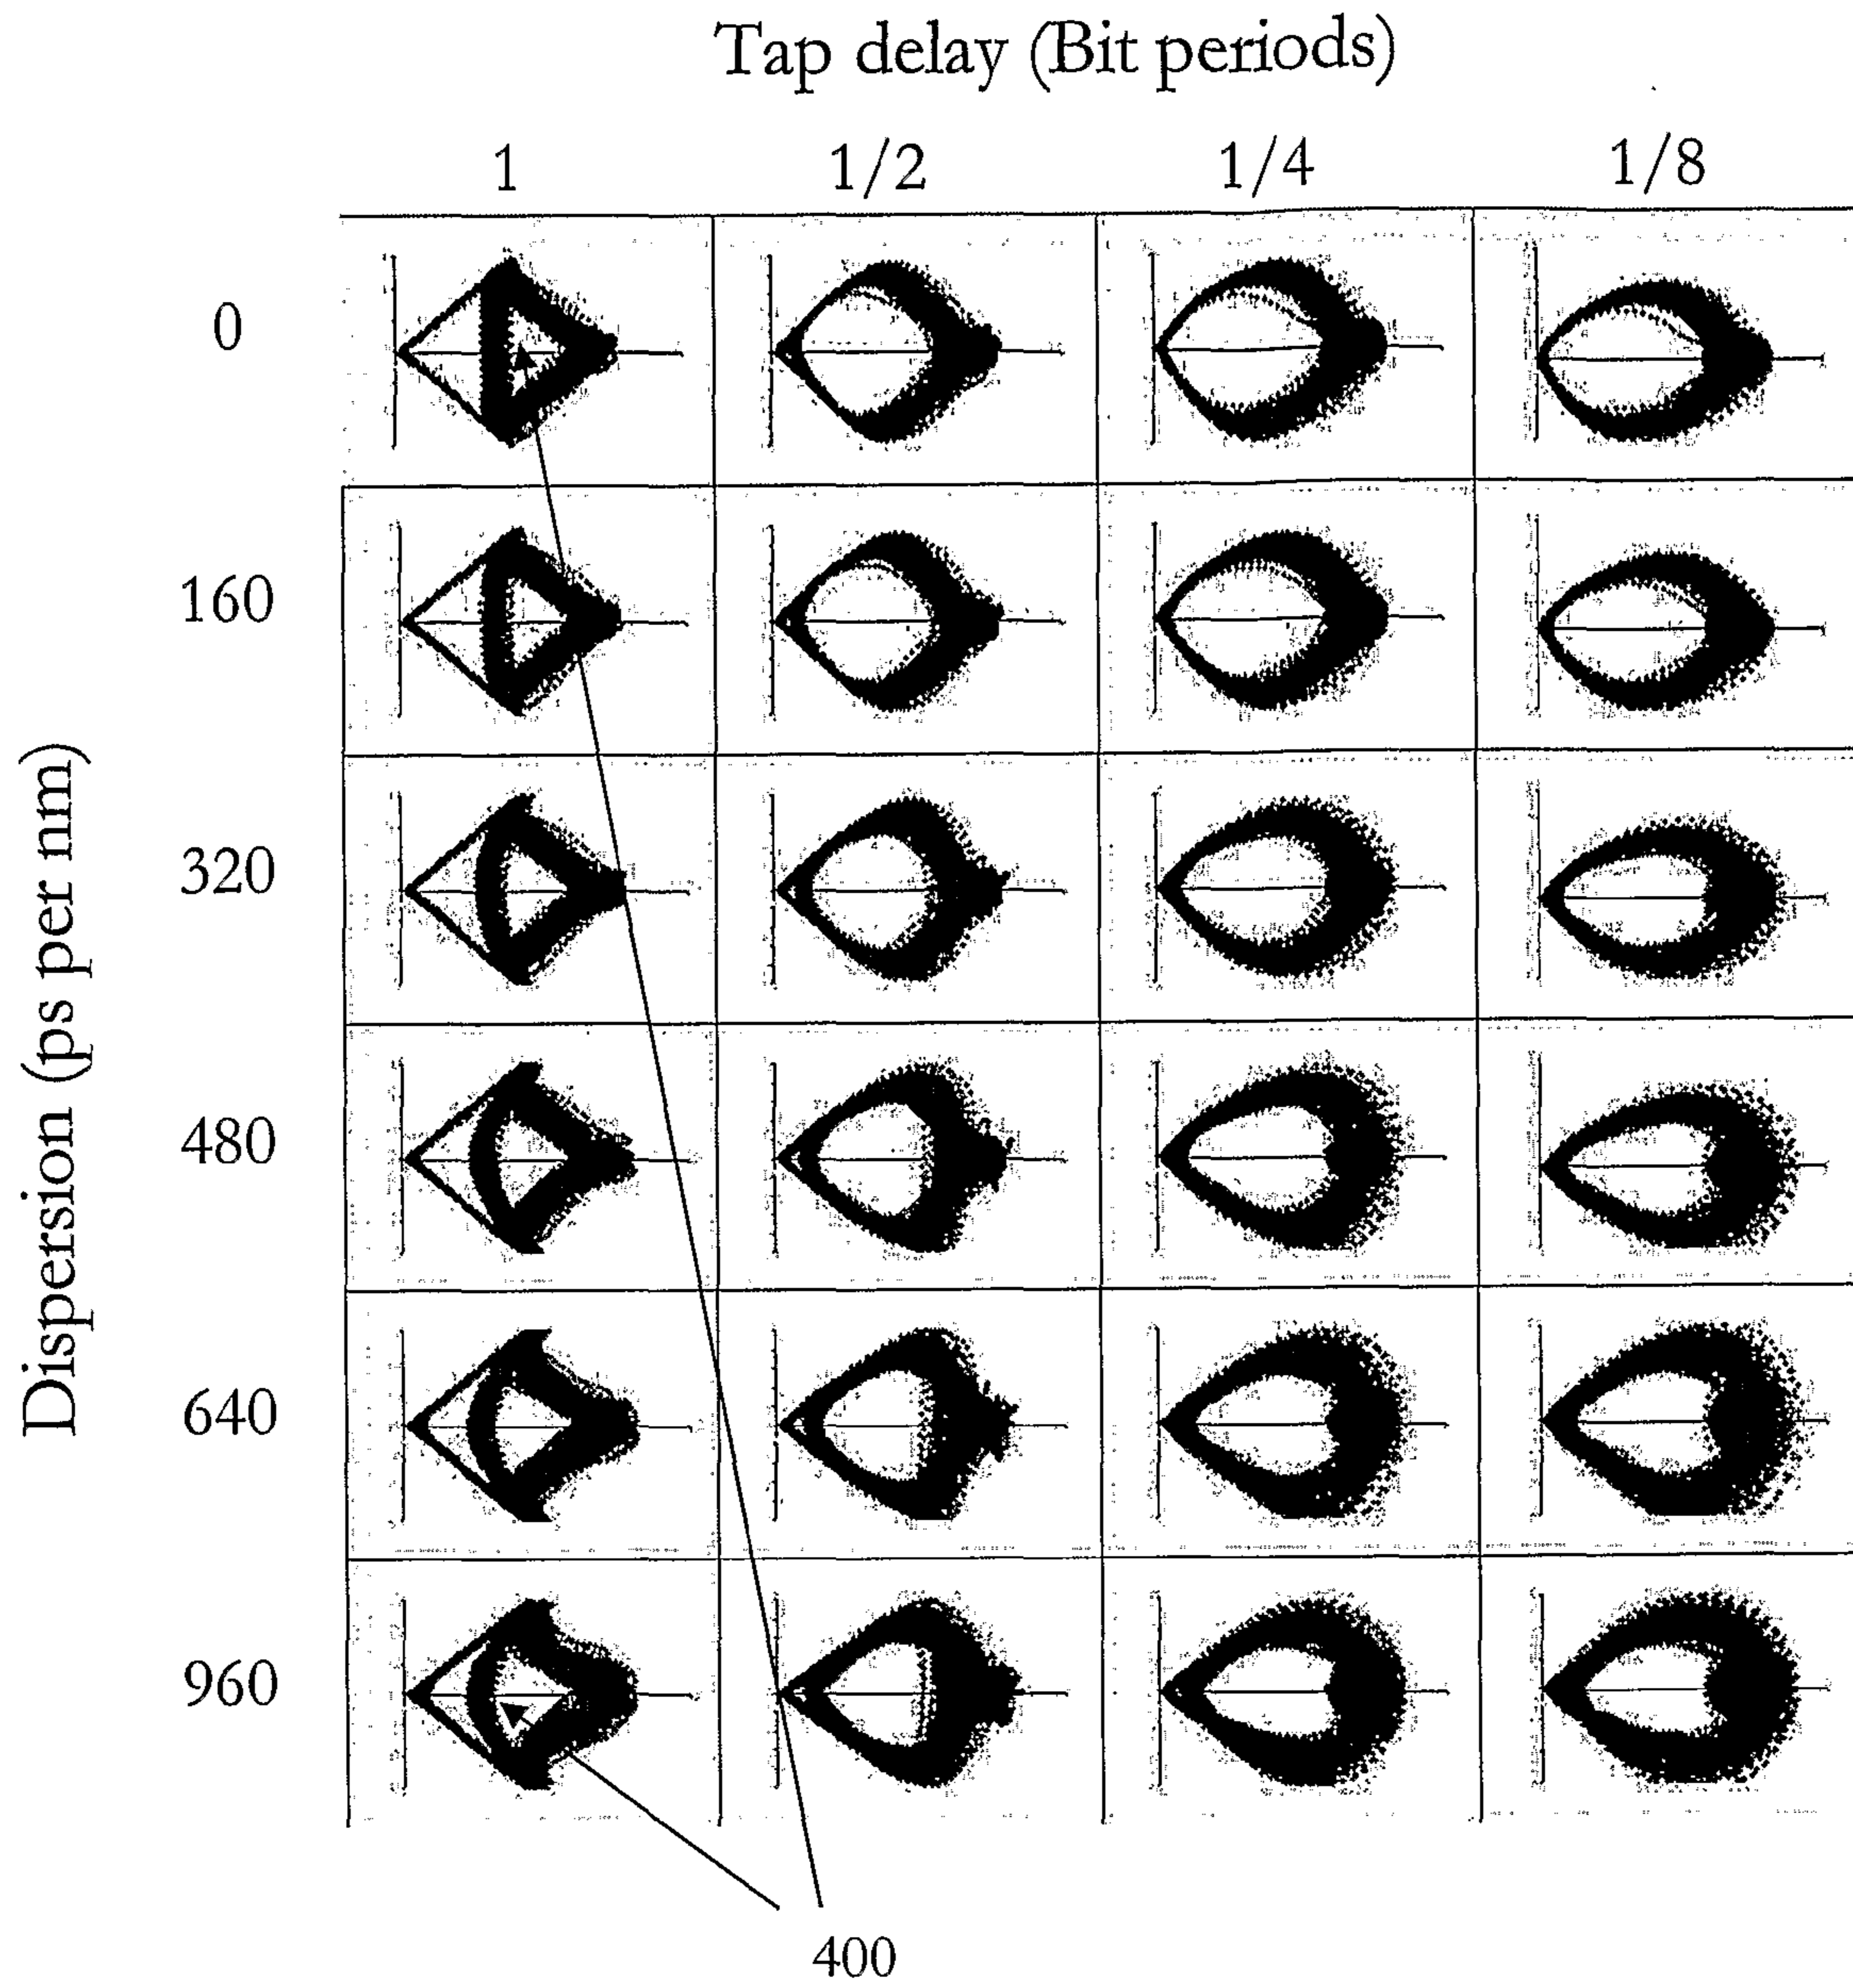 Tap delay (Bit periods)
1 1/2 1/4 1/8
Dispersion (ps per nm)
0
160
320
480
640
960
400